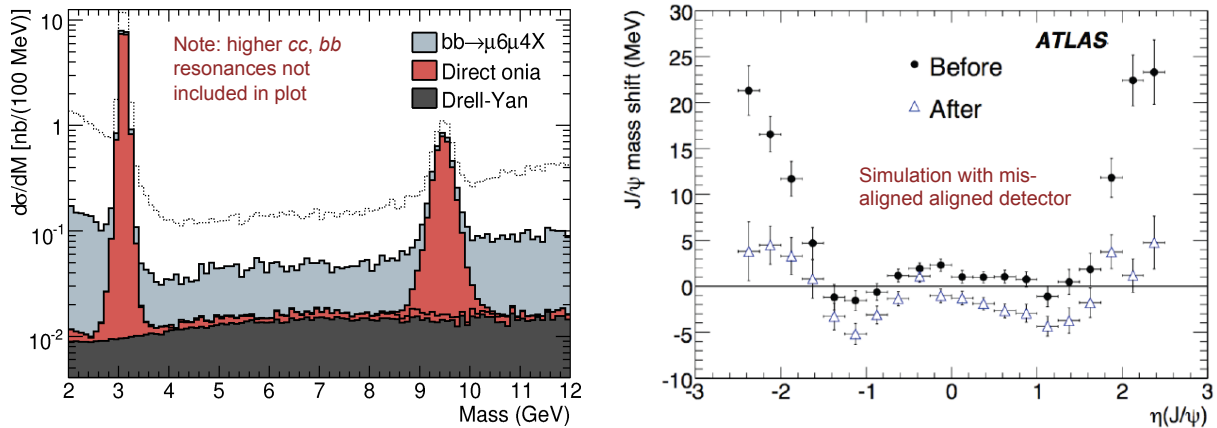 dσ/dM [nb/(100 MeV)]
10
1
10⁻¹
10⁻²
Note: higher cc, bb
resonances not
included in plot
bb→μ6μ4X
Direct onia
Drell-Yan
2 3 4 5 6 7 8 9 10 11 12
Mass (GeV)
J/ψ mass shift (MeV)
30
25
20
15
10
5
0
-5
-10
ATLAS
Before
After
Simulation with mis-
aligned aligned detector
-3 -2 -1 0 1 2 3
η(J/ψ)